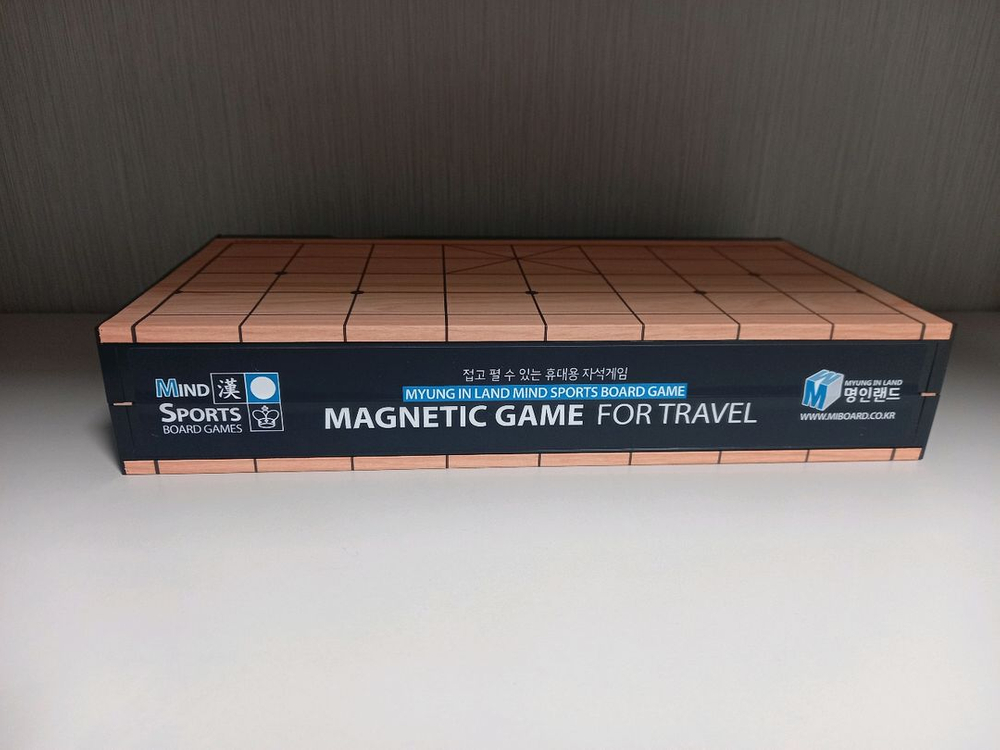 MIND 漢
SPORTS
BOARD GAMES
접고 펼 수 있는 휴대용 자석게임
MYUNG IN LAND MIND SPORTS BOARD GAME
MAGNETIC GAME FOR TRAVEL
M
MYUNG IN LAND
명인랜드
WWW.MIBOARD.CO.KR